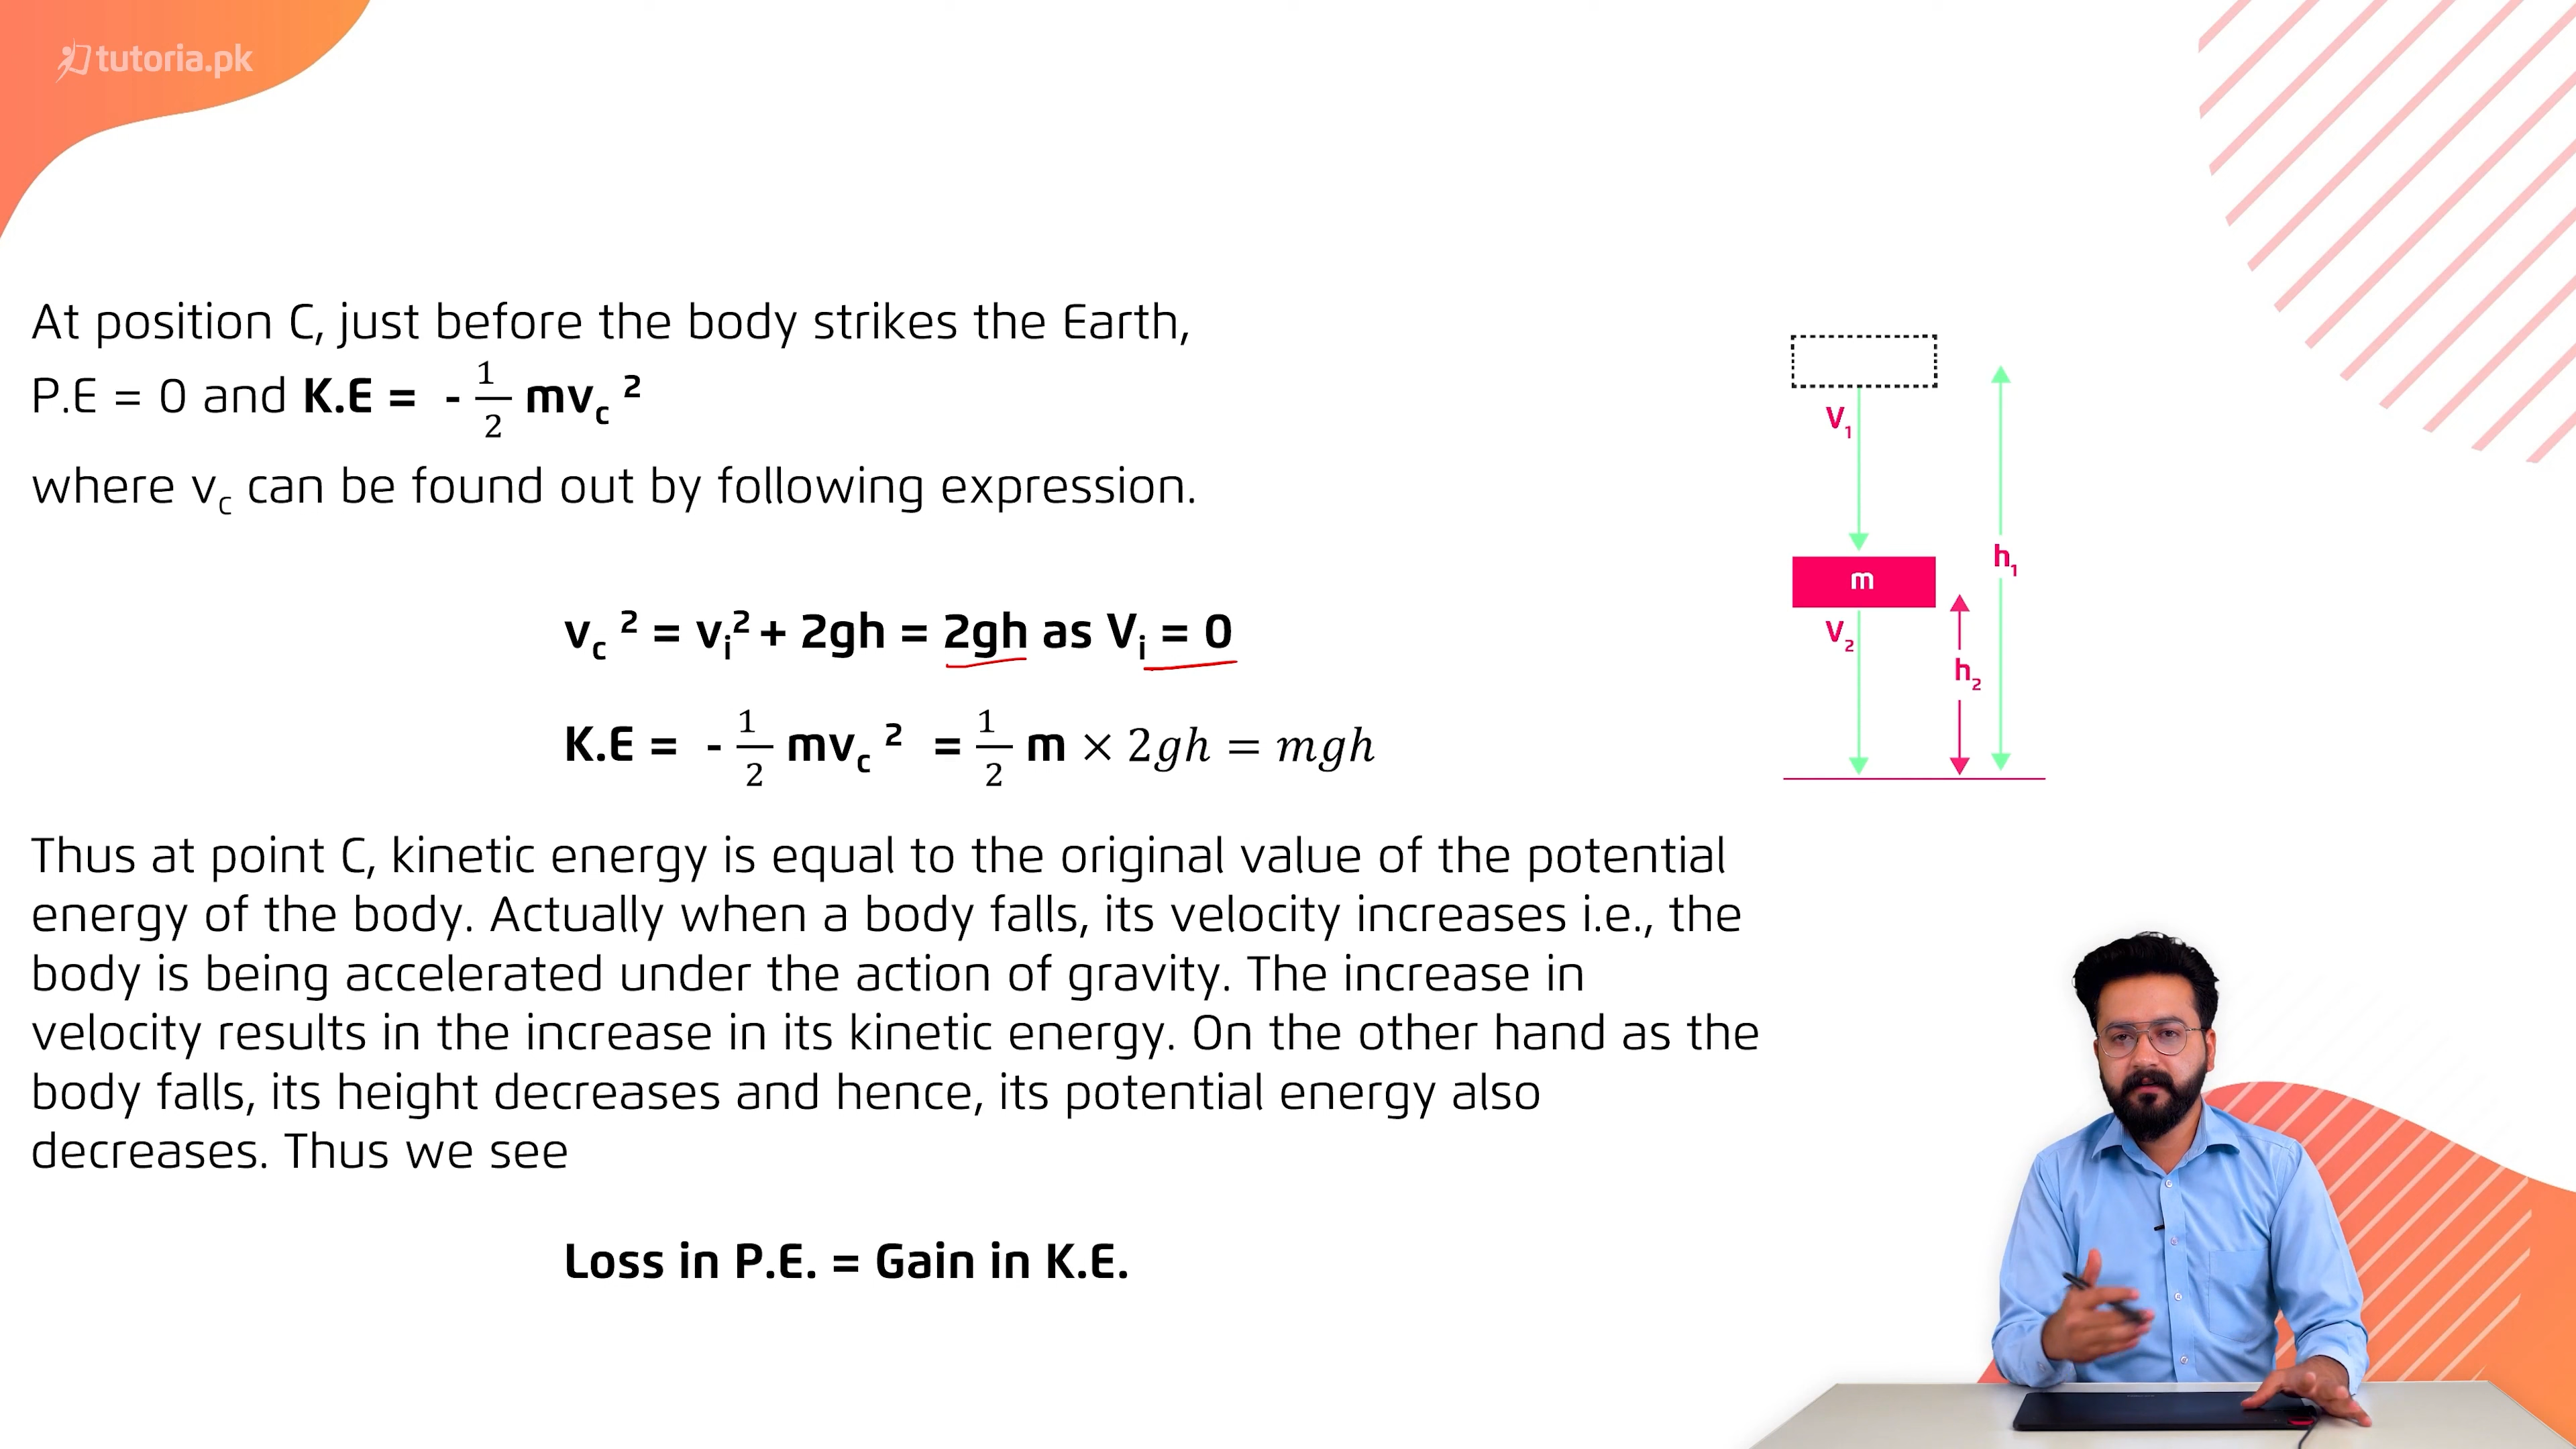 tutoria.pk
At position C, just before the body strikes the Earth,
P.E = 0 and K.E = - 1/2 mv_c ²
where v_c can be found out by following expression.
v_c ² = v_i² + 2gh = 2gh as V_i = 0
K.E = - 1/2 mv_c ² = 1/2 m × 2gh = mgh
Thus at point C, kinetic energy is equal to the original value of the potential
energy of the body. Actually when a body falls, its velocity increases i.e., the
body is being accelerated under the action of gravity. The increase in
velocity results in the increase in its kinetic energy. On the other hand as the
body falls, its height decreases and hence, its potential energy also
decreases. Thus we see
Loss in P.E. = Gain in K.E.
V₁
h₁
m
V₂
h₂